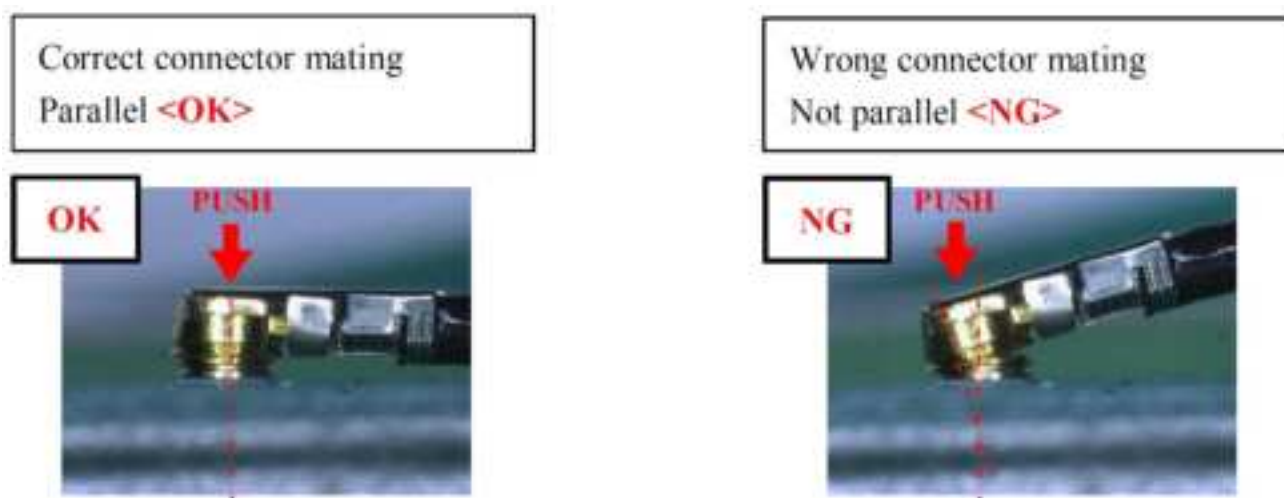 Correct connector mating
Parallel <OK>
Wrong connector mating
Not parallel <NG>
OK
PUSH
NG
PUSH